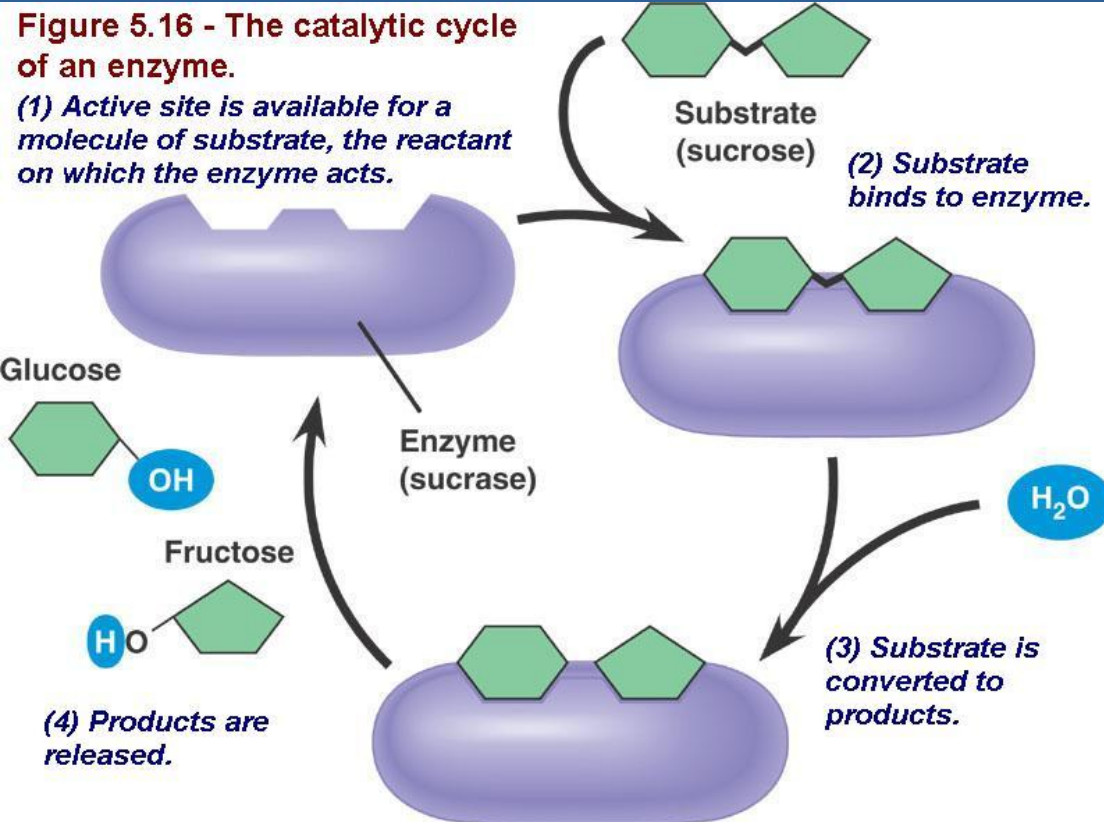 Figure 5.16 - The catalytic cycle
of an enzyme.
(1) Active site is available for a
molecule of substrate, the reactant
on which the enzyme acts.
Substrate
(sucrose)
(2) Substrate
binds to enzyme.
Glucose
OH
Enzyme
(sucrase)
H₂O
Fructose
HO
(3) Substrate is
converted to
products.
(4) Products are
released.